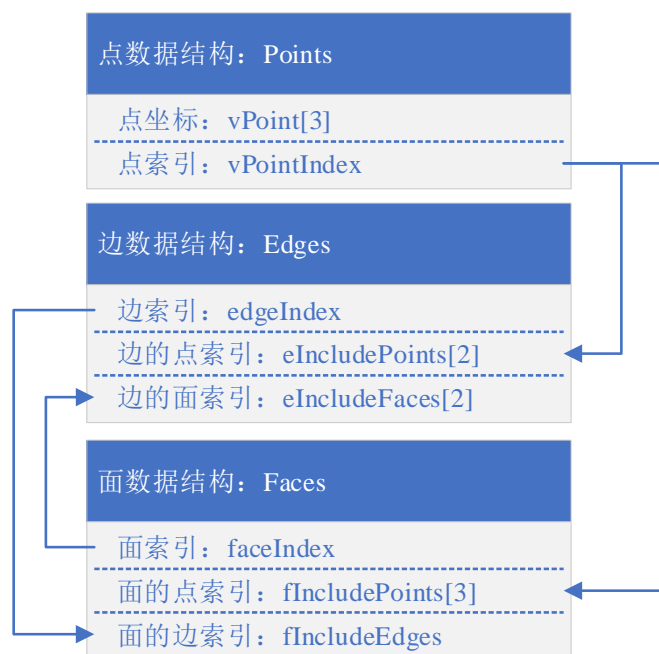 点数据结构：Points
点坐标：vPoint[3]
点索引：vPointIndex
边数据结构：Edges
边索引：edgeIndex
边的点索引：eIncludePoints[2]
边的面索引：eIncludeFaces[2]
面数据结构：Faces
面索引：faceIndex
面的点索引：fIncludePoints[3]
面的边索引：fIncludeEdges